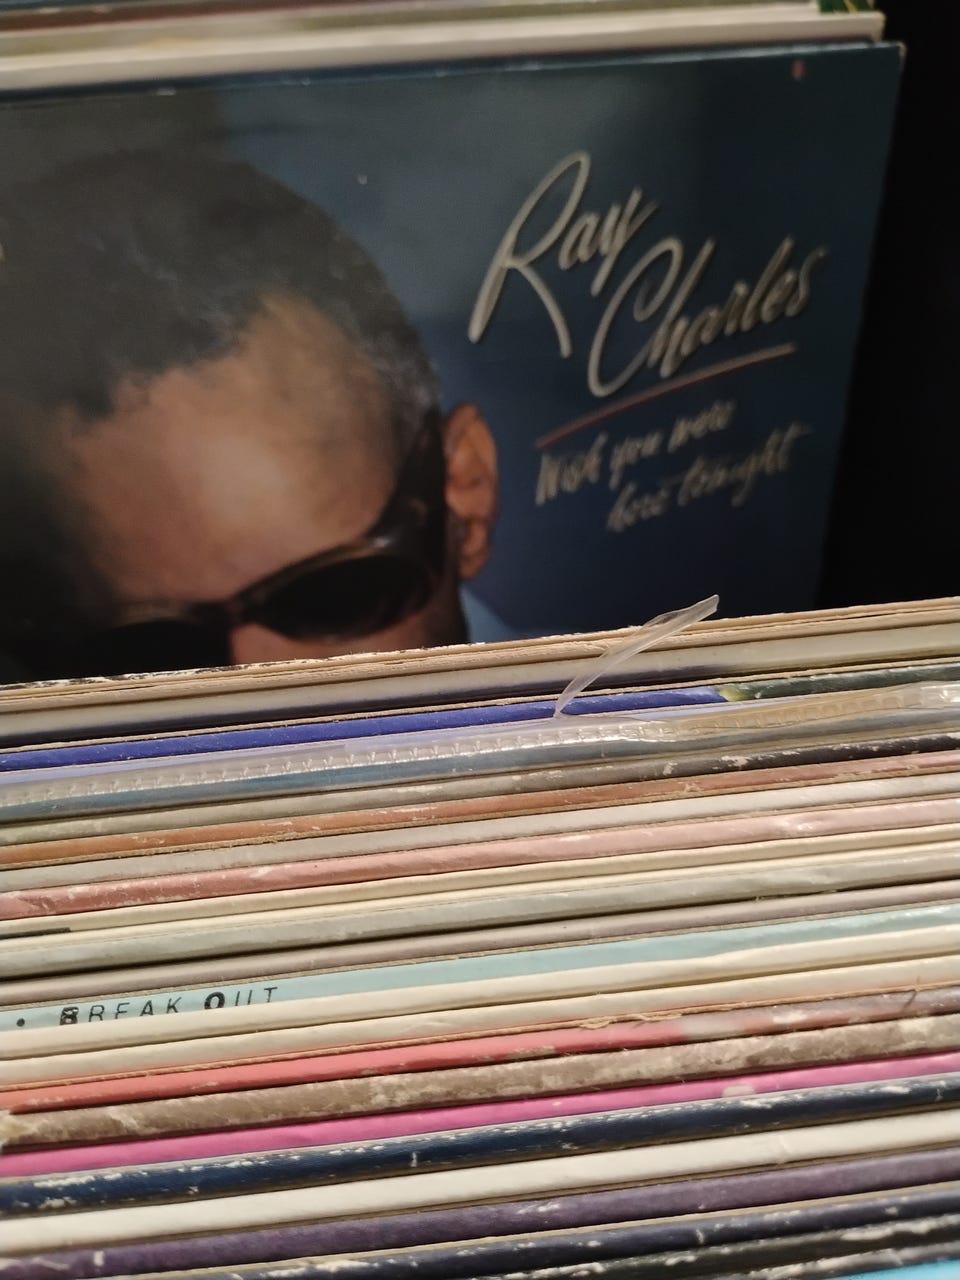 Ray
Charles
Wish you were
here tonight
• BREAK OUT